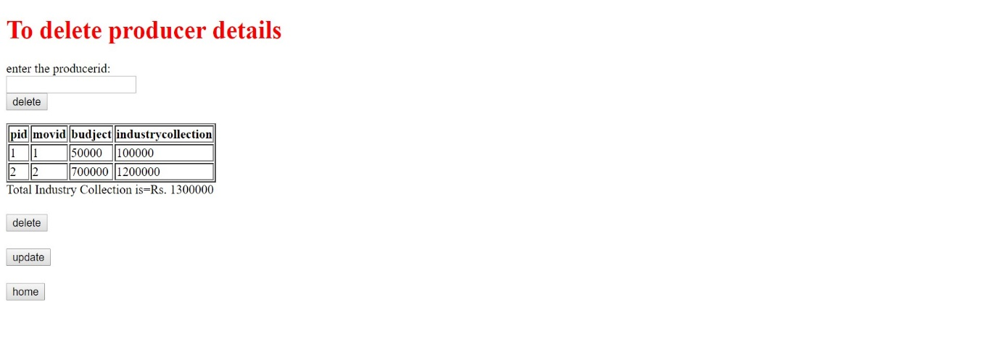 To delete producer details
enter the producerid:
delete
pid movid budject industrycollection
1 1 50000 100000
2 2 700000 1200000
Total Industry Collection is=Rs. 1300000
delete
update
home